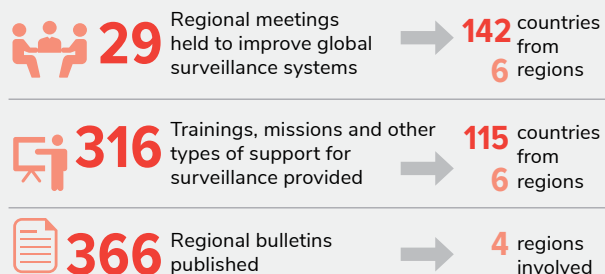 29 Regional meetings held to improve global surveillance systems
142 countries from
6 regions
316 Trainings, missions and other types of support for surveillance provided
115 countries from
6 regions
366 Regional bulletins published
4 regions involved